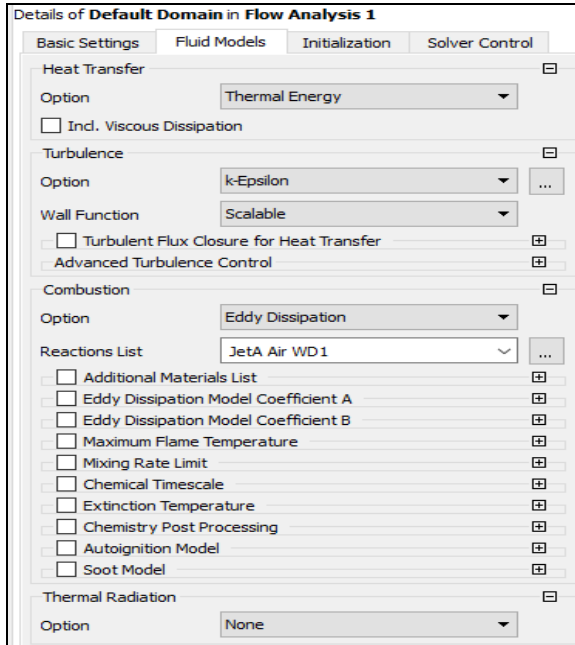 Details of Default Domain in Flow Analysis 1
Basic Settings Fluid Models Initialization Solver Control
Heat Transfer
Option Thermal Energy
Incl. Viscous Dissipation
Turbulence
Option k-Epsilon ...
Wall Function Scalable
Turbulent Flux Closure for Heat Transfer
Advanced Turbulence Control
Combustion
Option Eddy Dissipation
Reactions List JetA Air WD1 ...
Additional Materials List
Eddy Dissipation Model Coefficient A
Eddy Dissipation Model Coefficient B
Maximum Flame Temperature
Mixing Rate Limit
Chemical Timescale
Extinction Temperature
Chemistry Post Processing
Autoignition Model
Soot Model
Thermal Radiation
Option None